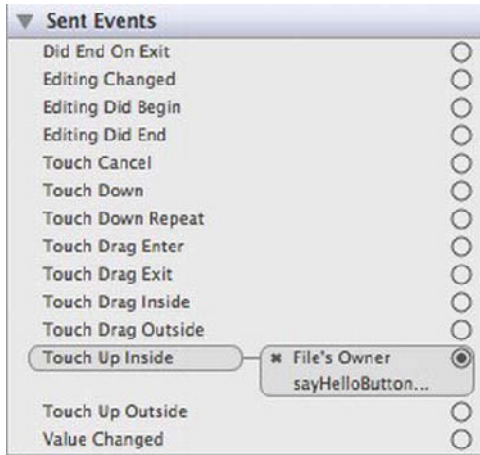 Sent Events
Did End On Exit
Editing Changed
Editing Did Begin
Editing Did End
Touch Cancel
Touch Down
Touch Down Repeat
Touch Drag Enter
Touch Drag Exit
Touch Drag Inside
Touch Drag Outside
Touch Up Inside File's Owner
sayHelloButton...
Touch Up Outside
Value Changed